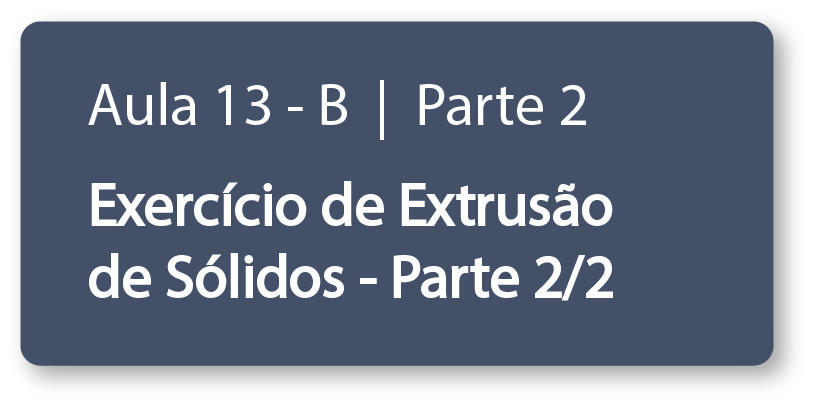 Aula 13 - B | Parte 2
Exercício de Extrusão
de Sólidos - Parte 2/2